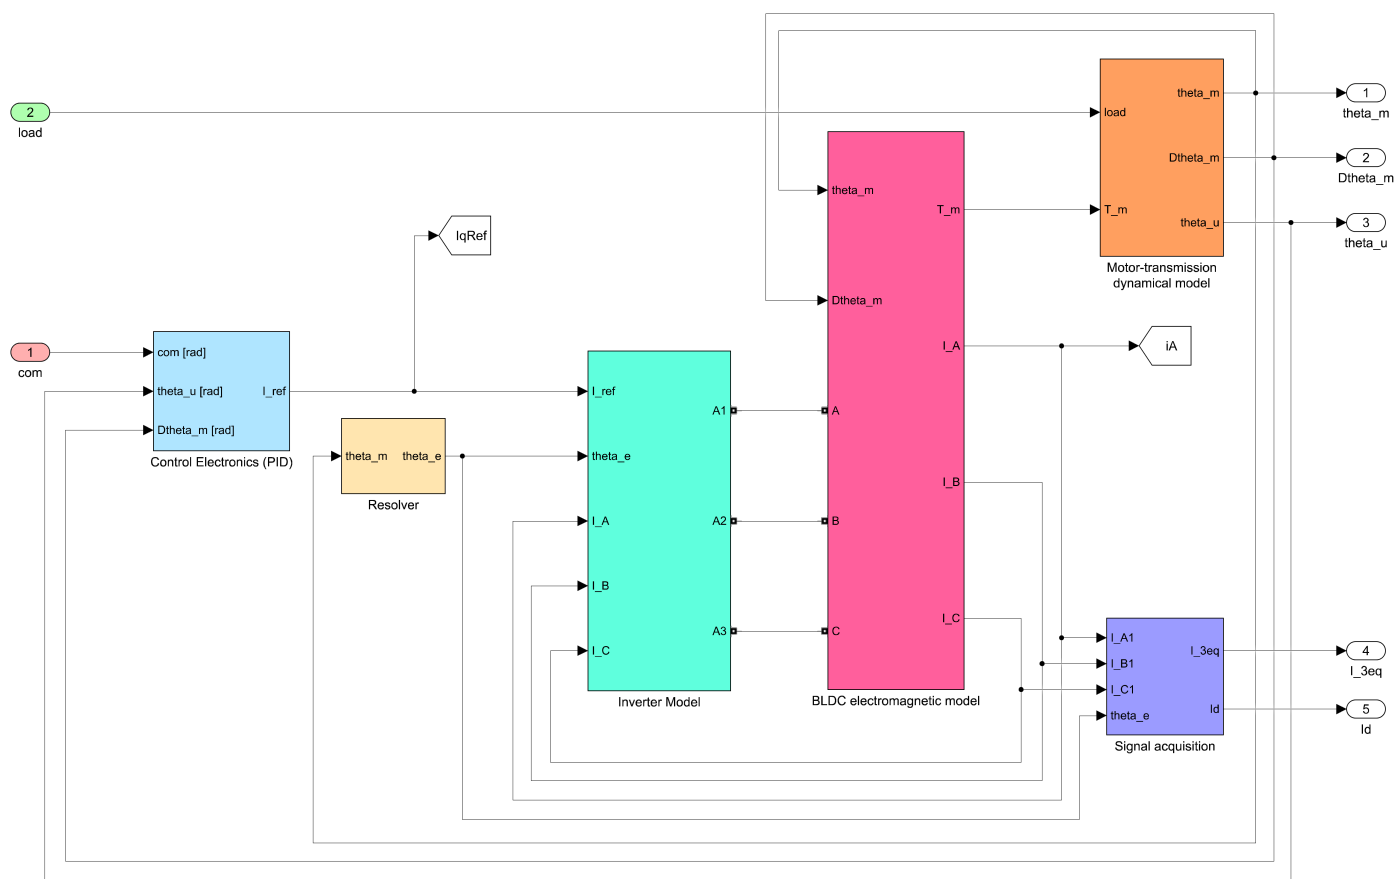 2
load
1
com
com [rad]
theta_u [rad]
Dtheta_m [rad]
I_ref
Control Electronics (PID)
IqRef
theta_m
theta_e
Resolver
I_ref
theta_e
I_A
I_B
I_C
A1
A2
A3
Inverter Model
theta_m
Dtheta_m
A
B
C
T_m
I_A
I_B
I_C
BLDC electromagnetic model
load
T_m
theta_m
Dtheta_m
theta_u
Motor-transmission
dynamical model
iA
I_A1
I_B1
I_C1
theta_e
I_3eq
Id
Signal acquisition
1
theta_m
2
Dtheta_m
3
theta_u
4
I_3eq
5
Id